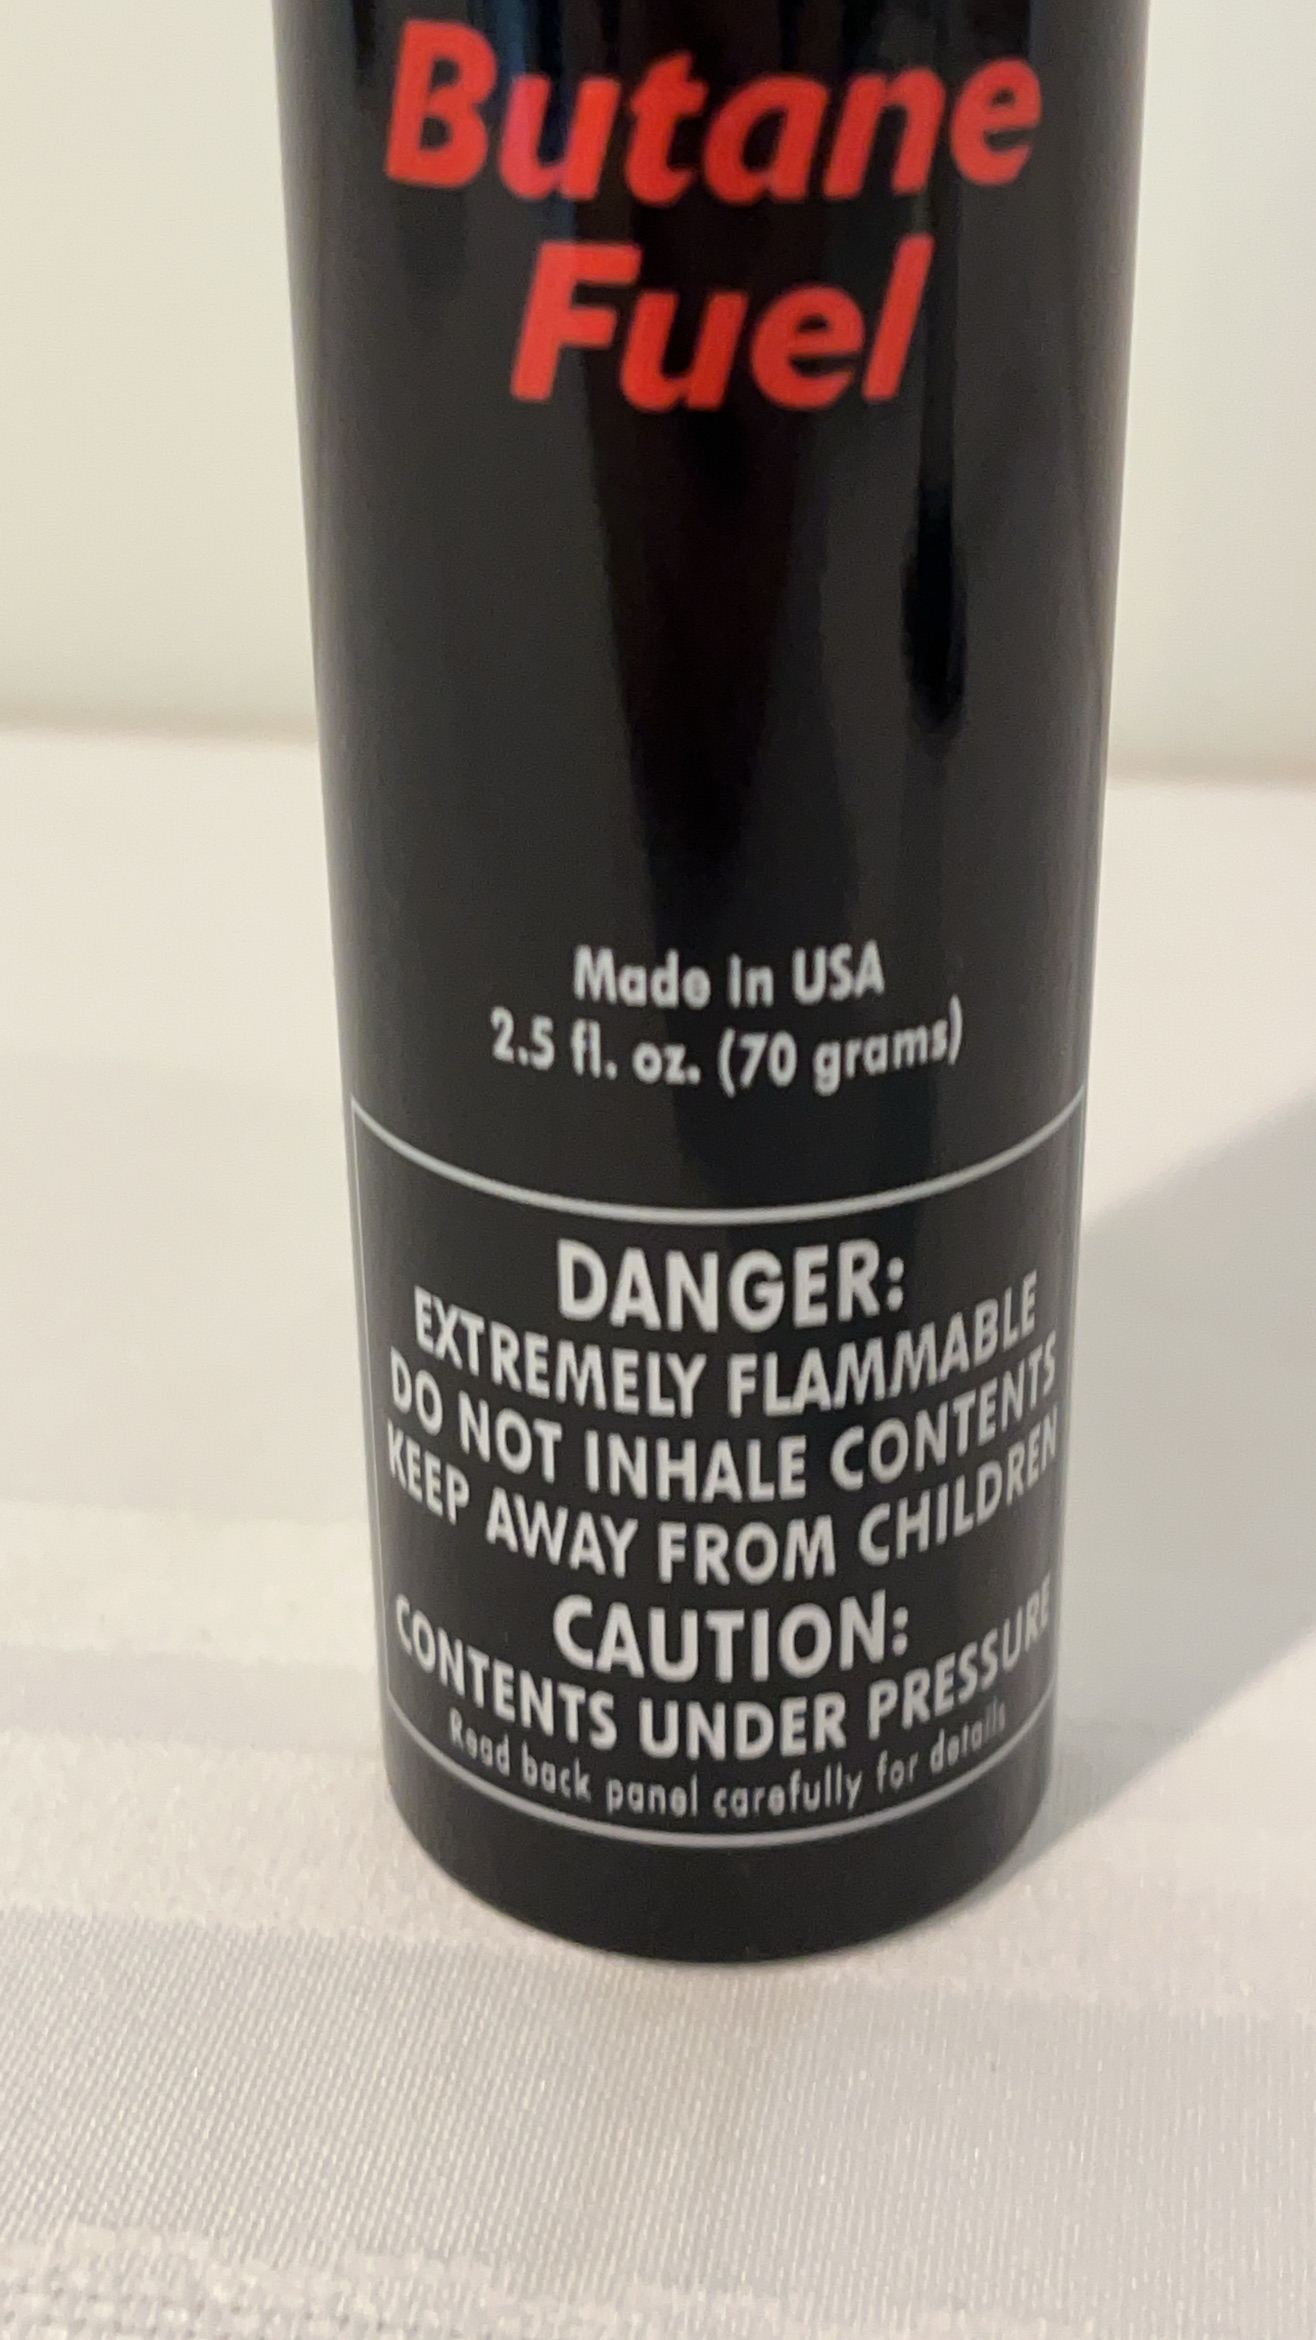 Butane
Fuel
Made in USA
2.5 fl. oz. (70 grams)
DANGER:
EXTREMELY FLAMMABLE
DO NOT INHALE CONTENTS
KEEP AWAY FROM CHILDREN
CAUTION:
CONTENTS UNDER PRESSURE
Read back panel carefully for details